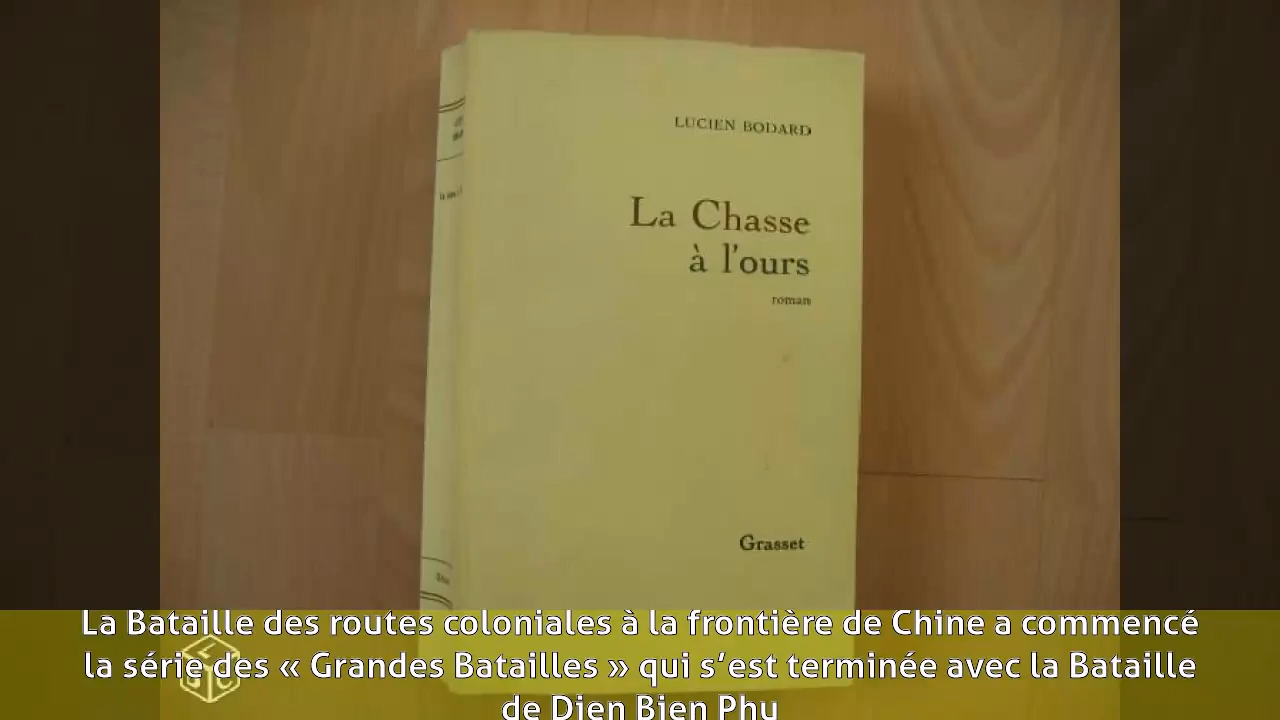 LUCIEN BODARD
La Chasse
à l'ours
roman
Grasset
La Bataille des routes coloniales à la frontière de Chine a commencé
la série des « Grandes Batailles » qui s’est terminée avec la Bataille
de Dien Bien Phu